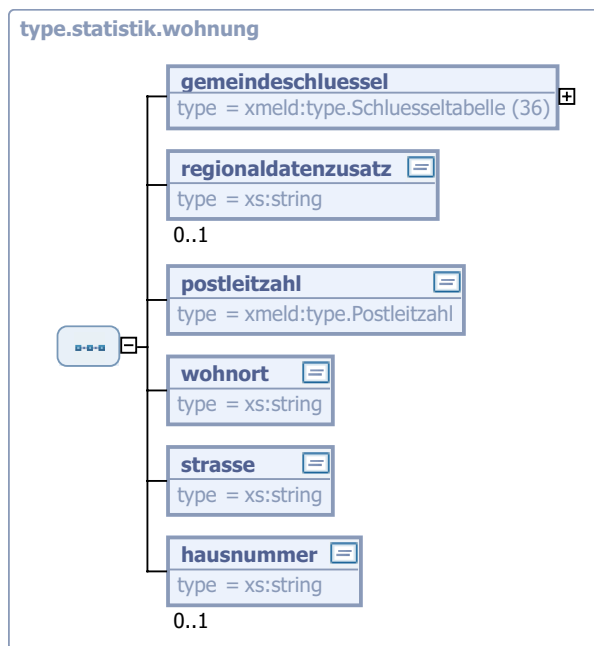 type.statistik.wohnung
gemeindeschluessel
type = xmeld:type.Schluesseltabelle (36)
regionaldatenzusatz
type = xs:string
0..1
postleitzahl
type = xmeld:type.Postleitzahl
wohnort
type = xs:string
strasse
type = xs:string
hausnummer
type = xs:string
0..1